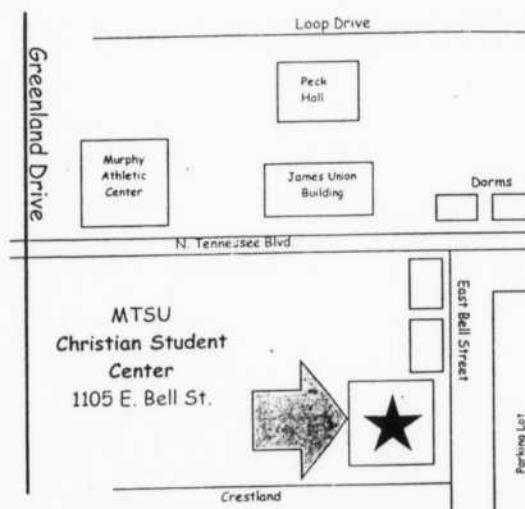 Loop Drive
Greenland Drive
Peck
Hall
Murphy
Athletic
Center
James Union
Building
Dorms
N. Tennessee Blvd.
MTSU
Christian Student
Center
1105 E. Bell St.
East Bell Street
Parking Lot
Crestland